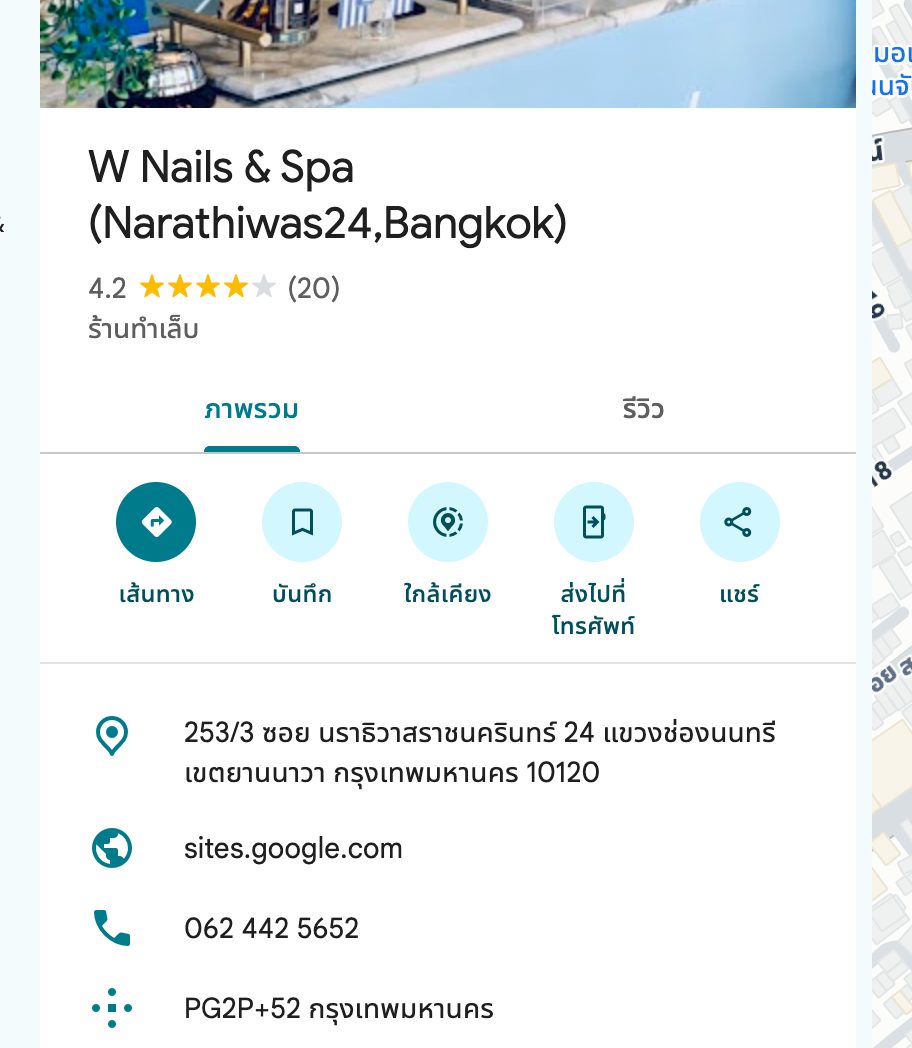 W Nails & Spa
(Narathiwas24,Bangkok)
4.2 (20)
ร้านทำเล็บ
ภาพรวม
รีวิว
เส้นทาง
บันทึก
ใกล้เคียง
ส่งไปที่
โทรศัพท์
แชร์
253/3 ซอย นราธิวาสราชนครินทร์ 24 แขวงช่องนนทรี
เขตยานนาวา กรุงเทพมหานคร 10120
sites.google.com
062 442 5652
PG2P+52 กรุงเทพมหานคร